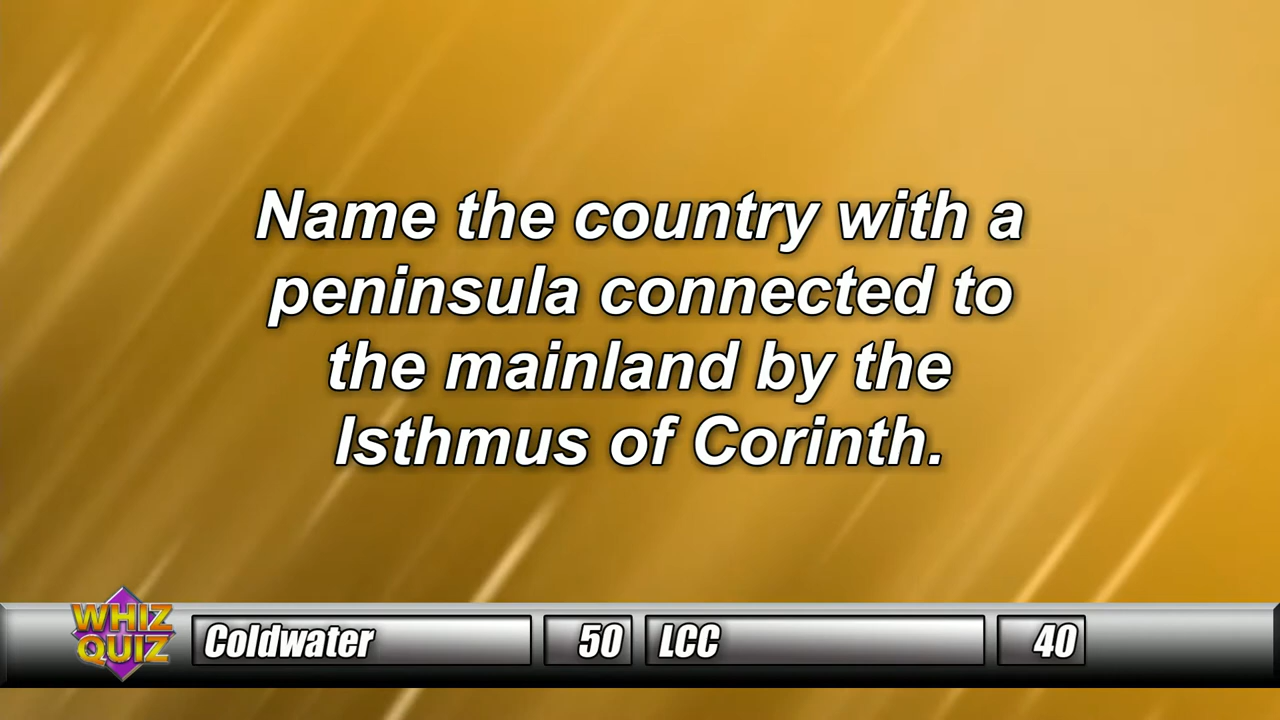 Name the country with a
peninsula connected to
the mainland by the
Isthmus of Corinth.
WHIZ
QUIZ
Coldwater 50 LCC 40